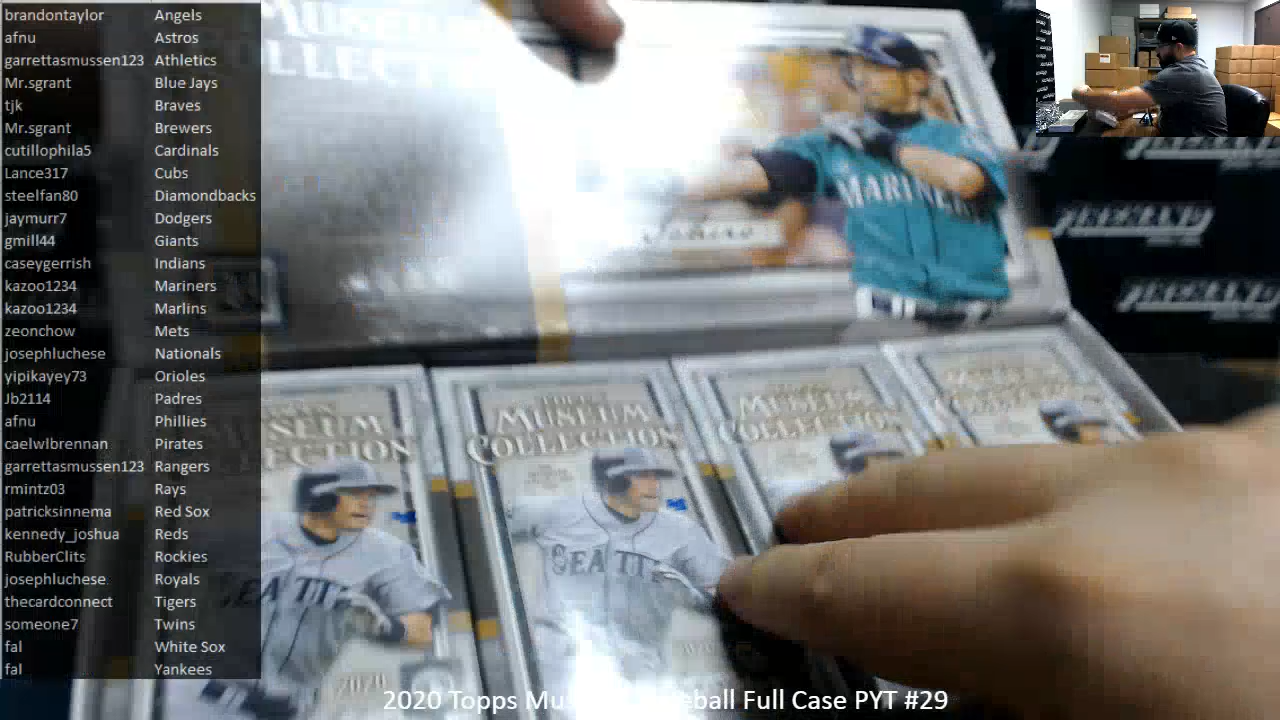 brandontaylor Angels
afnu Astros
garrettasmussen123 Athletics
Mr.sgrant Blue Jays
tjk Braves
Mr.sgrant Brewers
cutillophila5 Cardinals
Lance317 Cubs
steelfan80 Diamondbacks
jaymurr7 Dodgers
gmill44 Giants
caseygerrish Indians
kazoo1234 Mariners
kazoo1234 Marlins
zeonchow Mets
josephluchese Nationals
yipikayey73 Orioles
Jb2114 Padres
afnu Phillies
caelwlbrennan Pirates
garrettasmussen123 Rangers
rmintz03 Rays
patricksinnema Red Sox
kennedy_joshua Reds
RubberClits Rockies
josephluchese Royals
thecardconnect Tigers
someone7 Twins
fal White Sox
fal Yankees
MUSEUM
COLLECTION
MARINERS
MUSEUM
COLLECTION
SEATTLE
2020
2020 Topps Baseball Full Case PYT #29